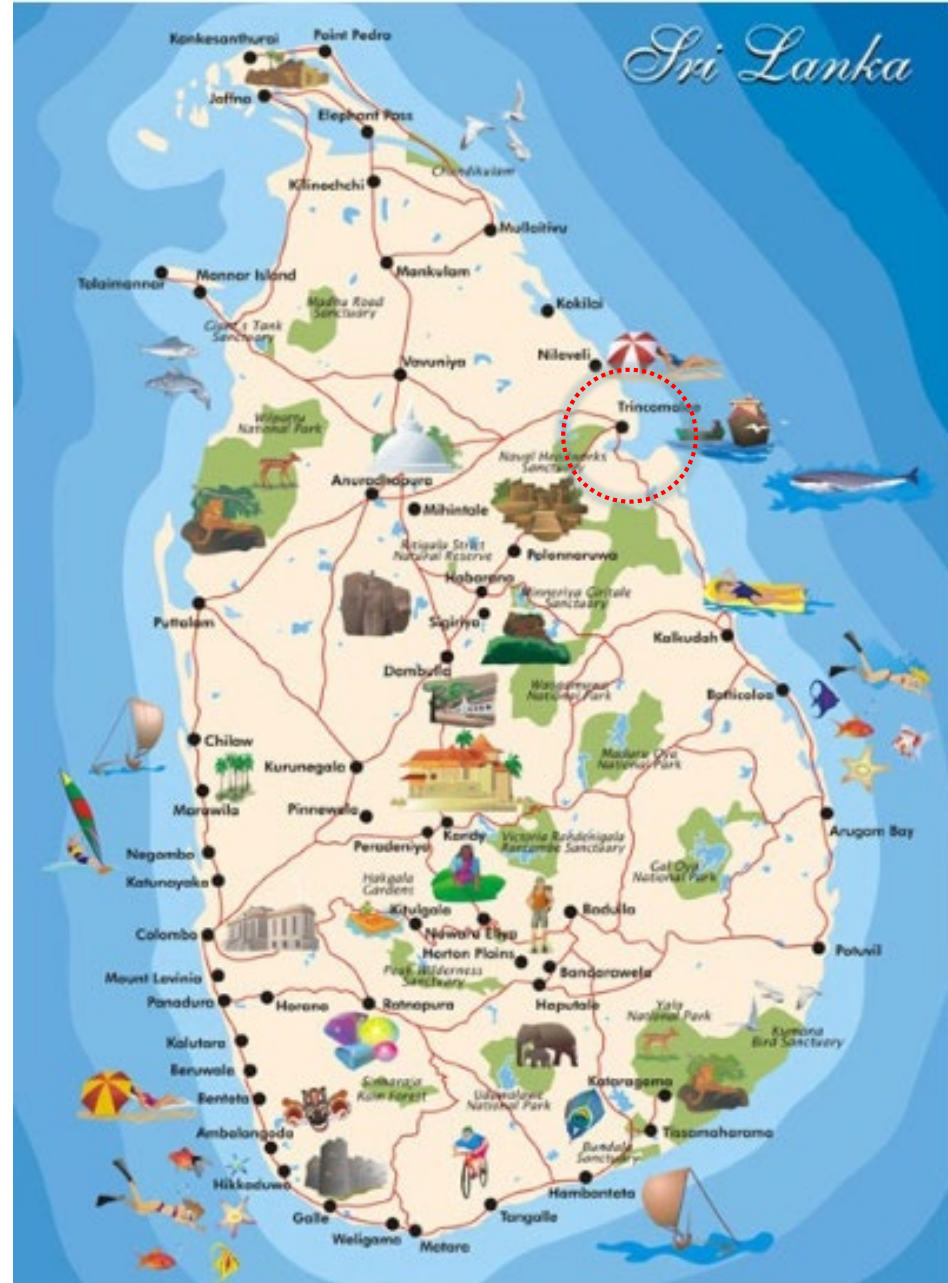 Sri Lanka
Kankesanthurai
Point Pedro
Jaffna
Elephant Pass
Chundikulam
Kilinochchi
Mullaitivu
Mankulam
Talaimannar
Mannar Island
Madhu Road
Sanctuary
Giant's Tank
Sanctuary
Kokilai
Nilaveli
Vavuniya
Trincomalee
Wilpattu
National Park
Sanctuary
Anuradhapura
Mihintale
Ritigala Strict
Natural Reserve
Polonnaruwa
Habarana
Minneriya Giritale
Sanctuary
Sigiriya
Puttalam
Kalkudah
Dambulla
Wasgamuwa
National Park
Batticaloa
Chilaw
Kurunegala
Maduru Oya
National Park
Marawila
Pinnewela
Arugam Bay
Peradeniya
Kandy
Victoria Randenigala
Rantambe Sanctuary
Negombo
Gal Oya
National Park
Katunayaka
Hakgala
Gardens
Kitulgala
Badulla
Colombo
Nuwara Eliya
Potuvil
Horton Plains
Mount Lavinia
Peak Wilderness
Sanctuary
Bandarawela
Panadura
Horana
Ratnapura
Haputale
Yala
National Park
Kumana
Bird Sanctuary
Kalutara
Beruwala
Sinharaja
Rain Forest
Udawalawe
National Park
Kataragama
Bentota
Ambalangoda
Tissamaharama
Bundala
Sanctuary
Hikkaduwa
Hambantota
Galle
Tangalle
Weligama
Matara